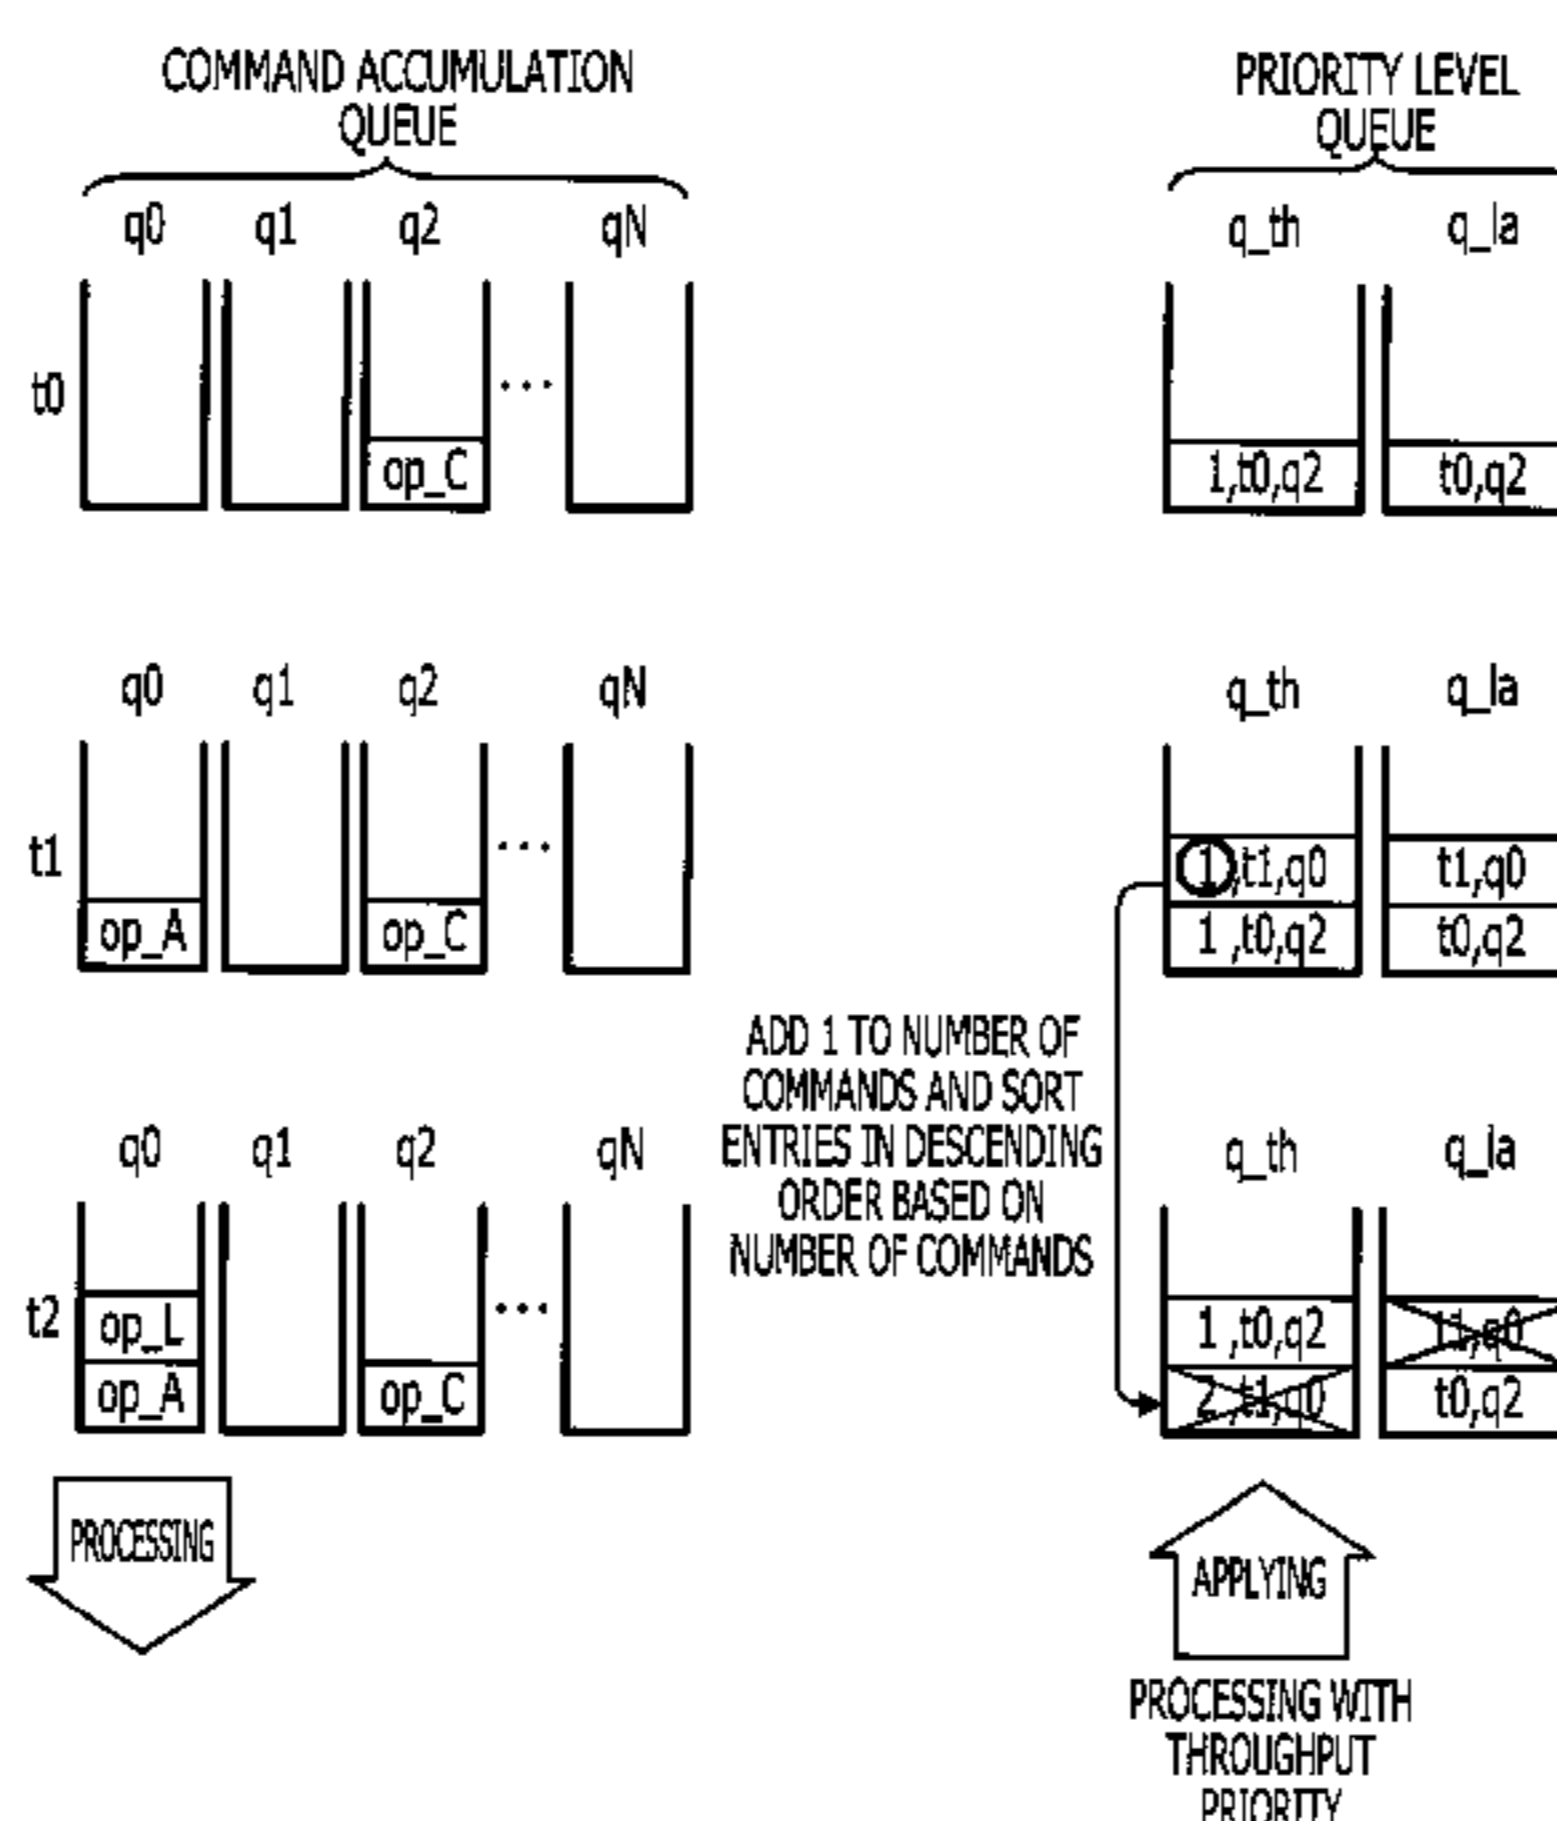 COMMAND ACCUMULATION
QUEUE
PRIORITY LEVEL
QUEUE
q0 q1 q2 qN q_th q_la
t0
...
op_C
1,t0,q2
t0,q2
q0 q1 q2 qN q_th q_la
t1
...
1,t1,q0
t1,q0
op_A
op_C
1,t0,q2
t0,q2
ADD 1 TO NUMBER OF
COMMANDS AND SORT
ENTRIES IN DESCENDING
ORDER BASED ON
NUMBER OF COMMANDS
q0 q1 q2 qN q_th q_la
t2
...
op_L
1,t0,q2
t1,q0
op_A
op_C
2,t1,q0
t0,q2
PROCESSING
APPLYING
PROCESSING WITH
THROUGHPUT
PRIORITY